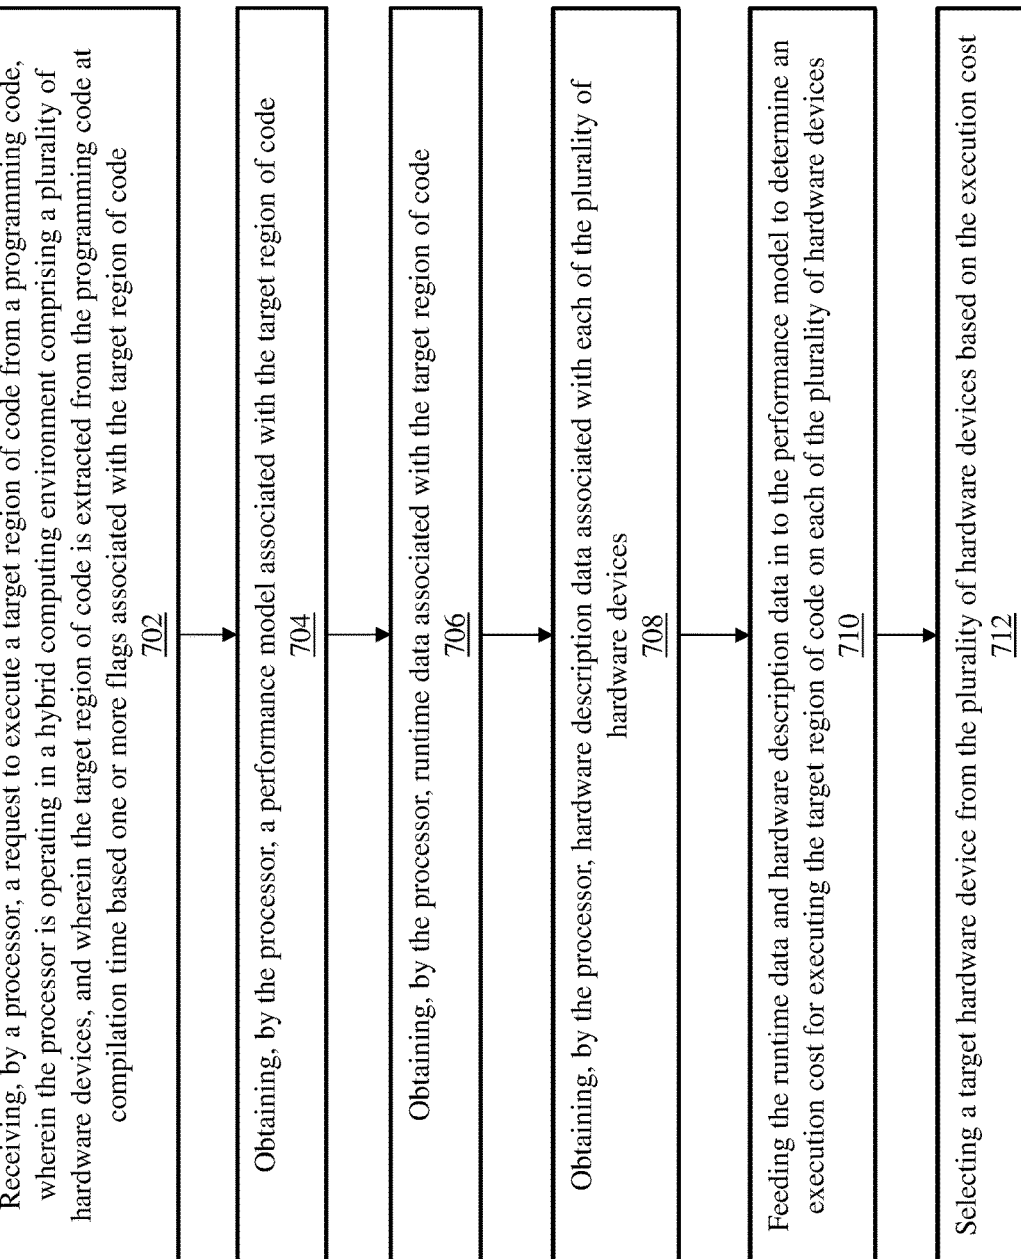 Receiving, by a processor, a request to execute a target region of code from a programming code,
wherein the processor is operating in a hybrid computing environment comprising a plurality of
hardware devices, and wherein the target region of code is extracted from the programming code at
compilation time based one or more flags associated with the target region of code
702
Obtaining, by the processor, a performance model associated with the target region of code
704
Obtaining, by the processor, runtime data associated with the target region of code
706
Obtaining, by the processor, hardware description data associated with each of the plurality of
hardware devices
708
Feeding the runtime data and hardware description data in to the performance model to determine an
execution cost for executing the target region of code on each of the plurality of hardware devices
710
Selecting a target hardware device from the plurality of hardware devices based on the execution cost
712